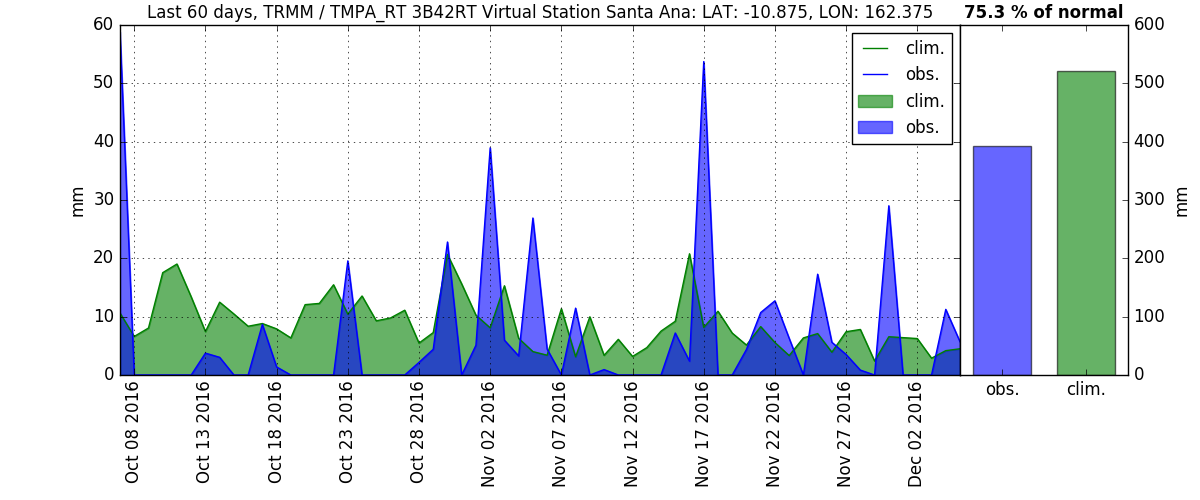 Last 60 days, TRMM / TMPA_RT 3B42RT Virtual Station Santa Ana: LAT: -10.875, LON: 162.375
75.3 % of normal
mm
60
50
40
30
20
10
0
clim.
obs.
clim.
obs.
600
500
400
300
200
100
0
mm
obs.
clim.
Oct 08 2016
Oct 13 2016
Oct 18 2016
Oct 23 2016
Oct 28 2016
Nov 02 2016
Nov 07 2016
Nov 12 2016
Nov 17 2016
Nov 22 2016
Nov 27 2016
Dec 02 2016